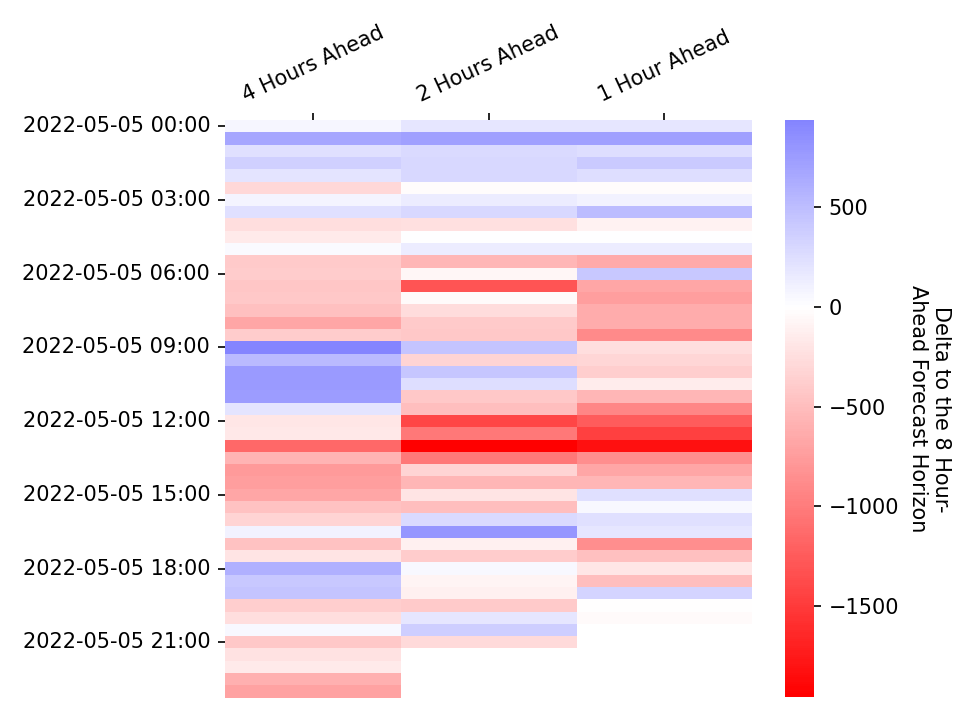 4 Hours Ahead
2 Hours Ahead
1 Hour Ahead
2022-05-05 00:00
2022-05-05 03:00
2022-05-05 06:00
2022-05-05 09:00
2022-05-05 12:00
2022-05-05 15:00
2022-05-05 18:00
2022-05-05 21:00
500
0
−500
−1000
−1500
Delta to the 8 Hour-
Ahead Forecast Horizon